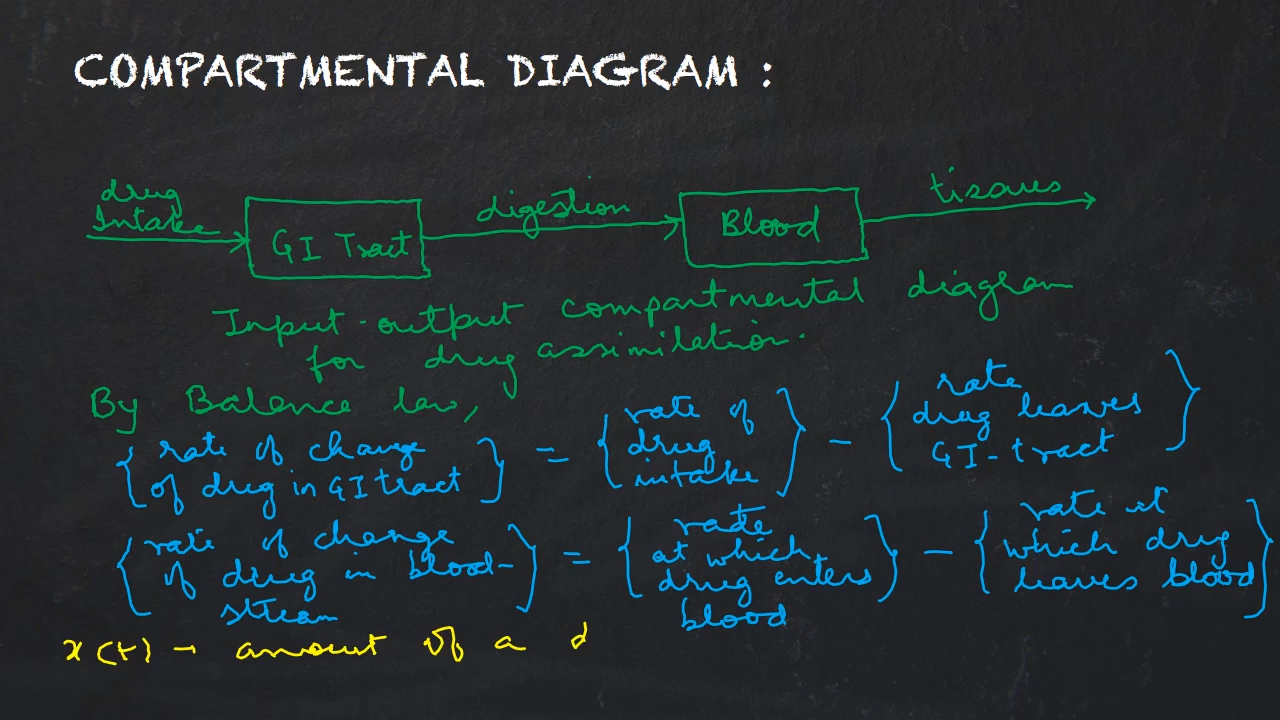 COMPARTMENTAL DIAGRAM :
drug
Intake
GI Tract
digestion
Blood
tissues
Input-output compartmental diagram
for drug assimilation.
By Balance law,
{rate of change of drug in GI tract} = {rate of drug intake} - {rate drug leaves GI-tract}
{rate of change of drug in blood-stream} = {rate at which drug enters blood} - {rate at which drug leaves blood}
x(t) → amount of a d